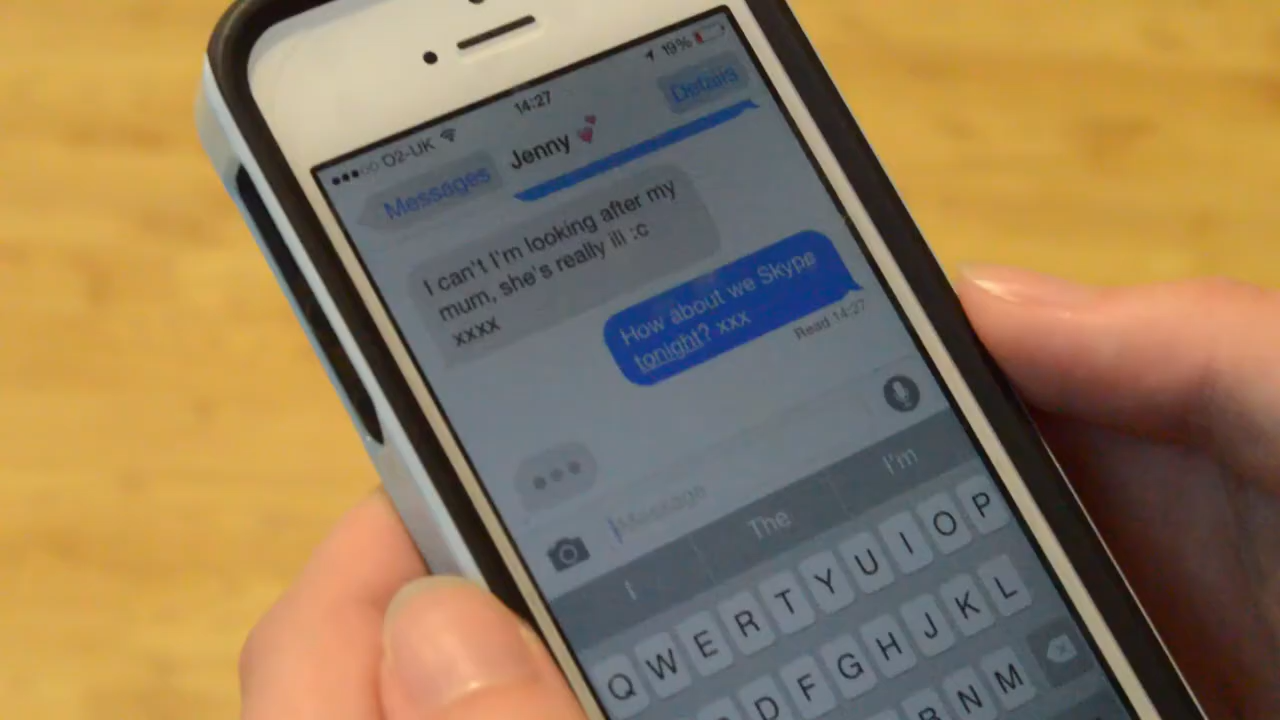 O2-UK 14:27 19%
Messages Jenny 💕 Details
I can't I'm looking after my
mum, she's really ill :c
xxxx
How about we Skype
tonight? xxx
Read 14:27
Message
I The I'm
Q W E R T Y U I O P
D F G H J K L
B N M